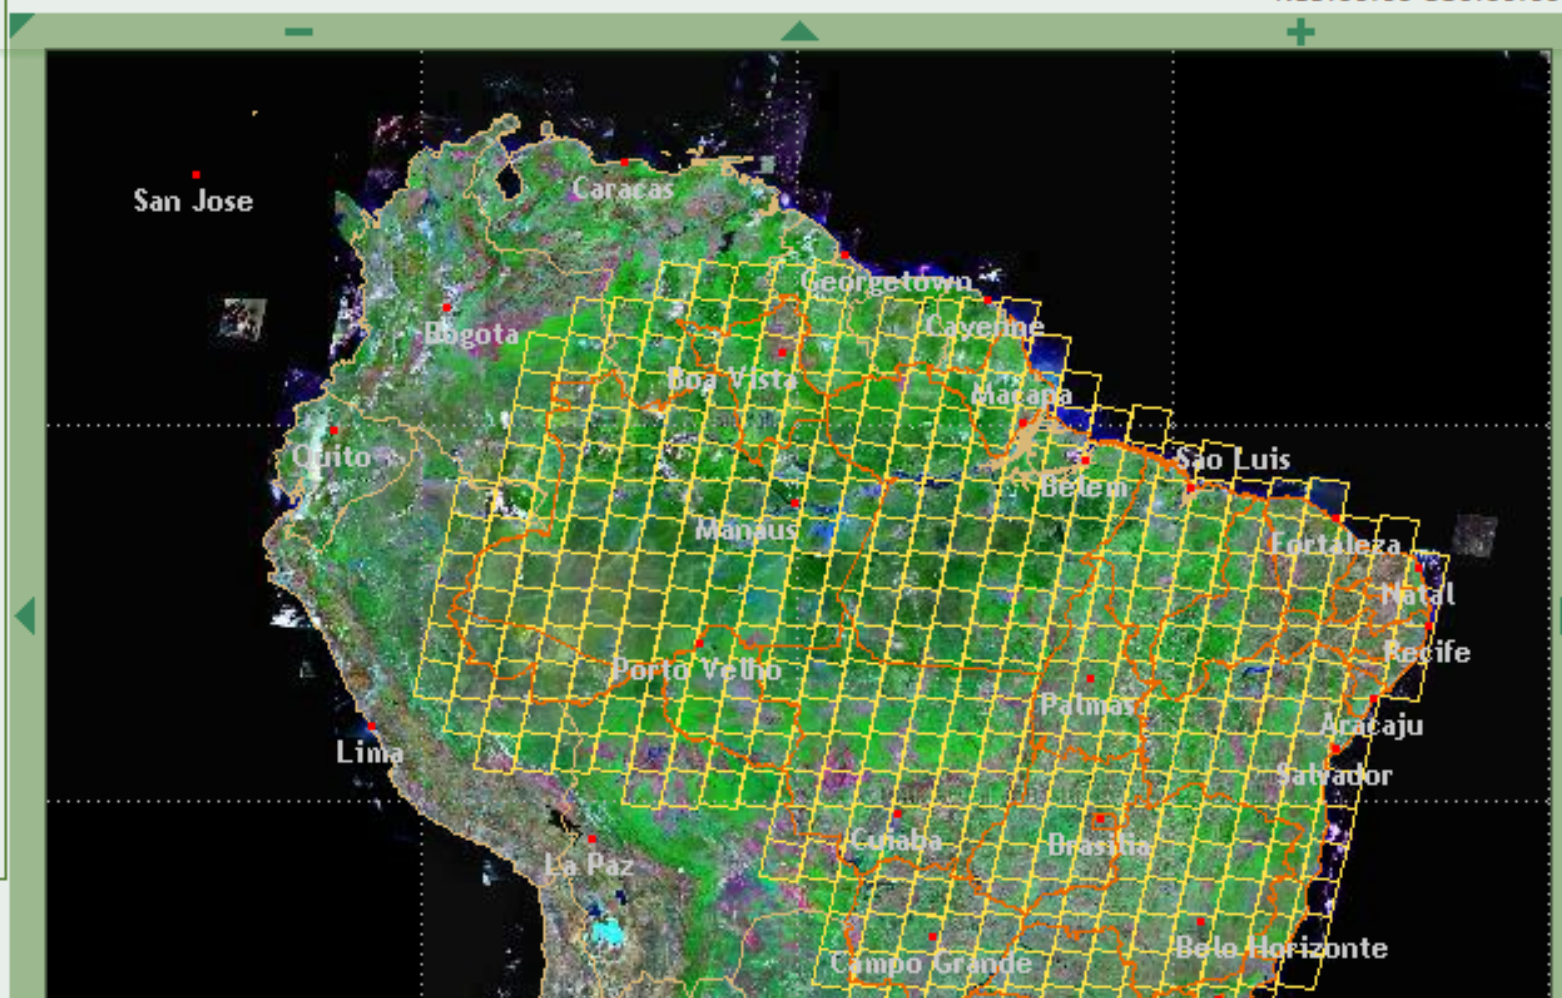 San Jose
Caracas
Georgetown
Bogota
Cayenne
Boa Vista
Macapa
Quito
Sao Luis
Belem
Manaus
Fortaleza
Natal
Recife
Porto Velho
Palmas
Aracaju
Lima
Salvador
Cuiaba
Brasilia
La Paz
Belo Horizonte
Campo Grande